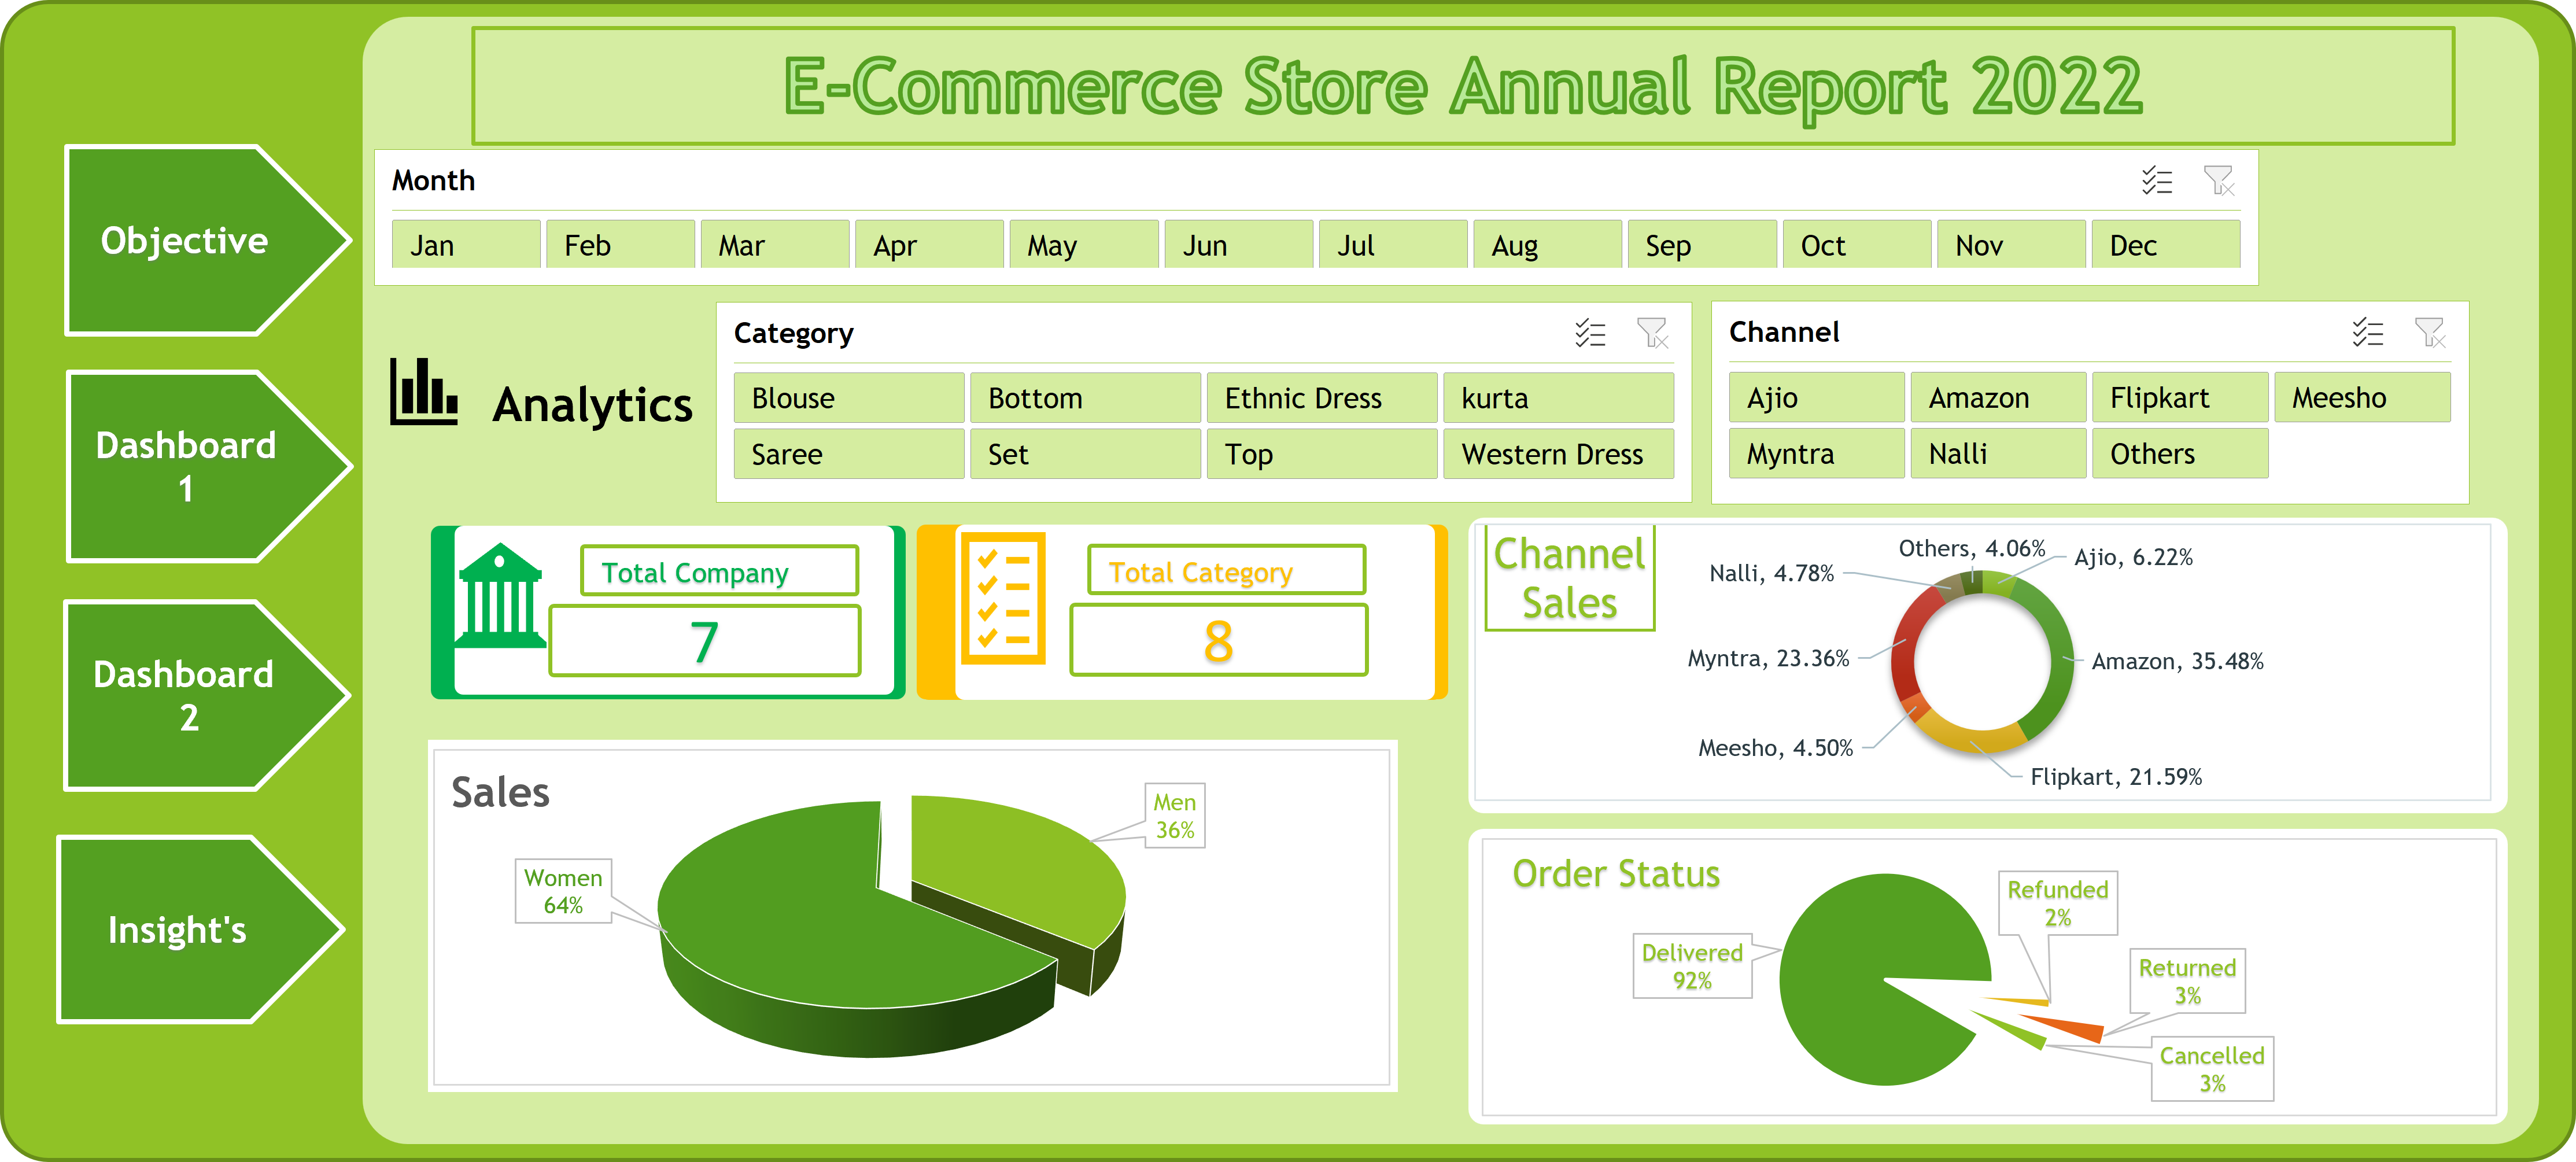 E-Commerce Store Annual Report 2022
Objective
Dashboard
1
Dashboard
2
Insight's
Month
Jan Feb Mar Apr May Jun Jul Aug Sep Oct Nov Dec
Analytics
Category
Blouse Bottom Ethnic Dress kurta
Saree Set Top Western Dress
Channel
Ajio Amazon Flipkart Meesho
Myntra Nalli Others
Total Company
7
Total Category
8
Channel
Sales
Others, 4.06%
Ajio, 6.22%
Nalli, 4.78%
Myntra, 23.36%
Amazon, 35.48%
Meesho, 4.50%
Flipkart, 21.59%
Sales
Men
36%
Women
64%
Order Status
Refunded
2%
Delivered
92%
Returned
3%
Cancelled
3%